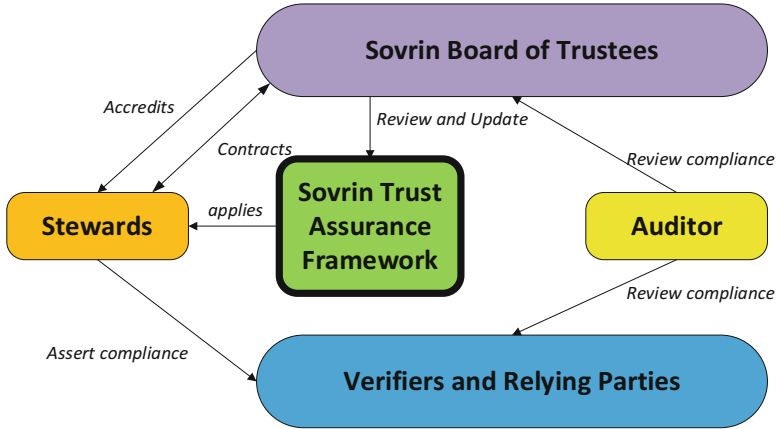 Sovrin Board of Trustees
Accredits
Review and Update
Contracts
Review compliance
Sovrin Trust
Assurance
Framework
applies
Stewards
Auditor
Review compliance
Assert compliance
Verifiers and Relying Parties